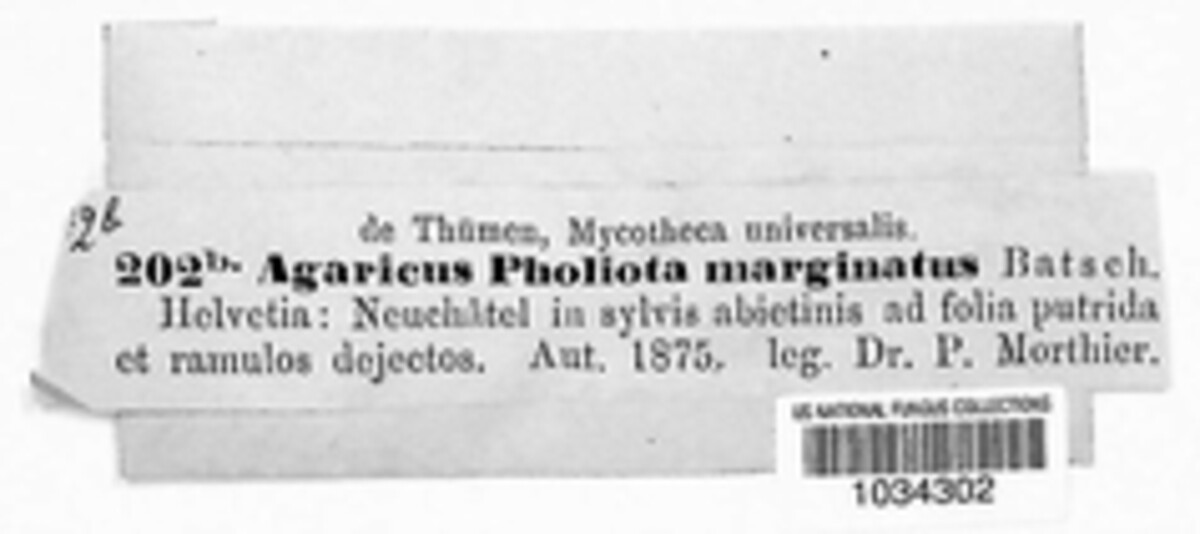 2b
de Thümen, Mycotheca universalis.
202b. Agaricus Pholiota marginatus Batsch.
Helvetia: Neuchâtel in sylvis abietinis ad folia putrida
et ramulos dejectos. Aut. 1875. leg. Dr. P. Morthier.
US NATIONAL FUNGUS COLLECTIONS
1034302